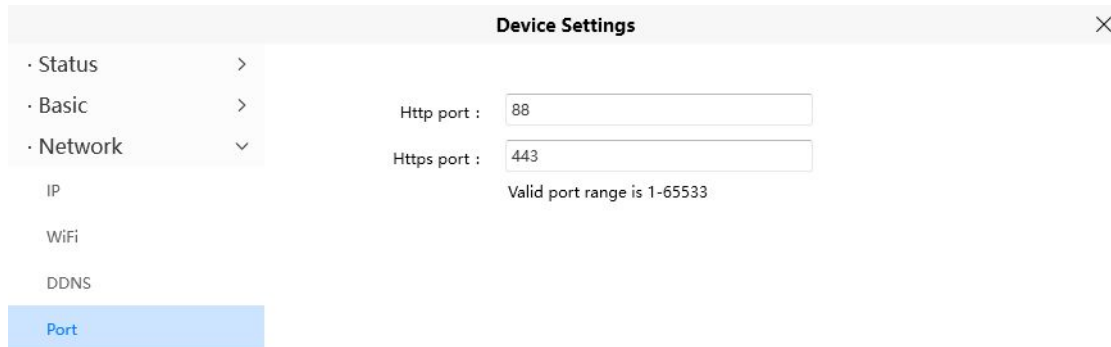 Device Settings
· Status
· Basic
· Network
IP
WiFi
DDNS
Port
Http port : 88
Https port : 443
Valid port range is 1-65533